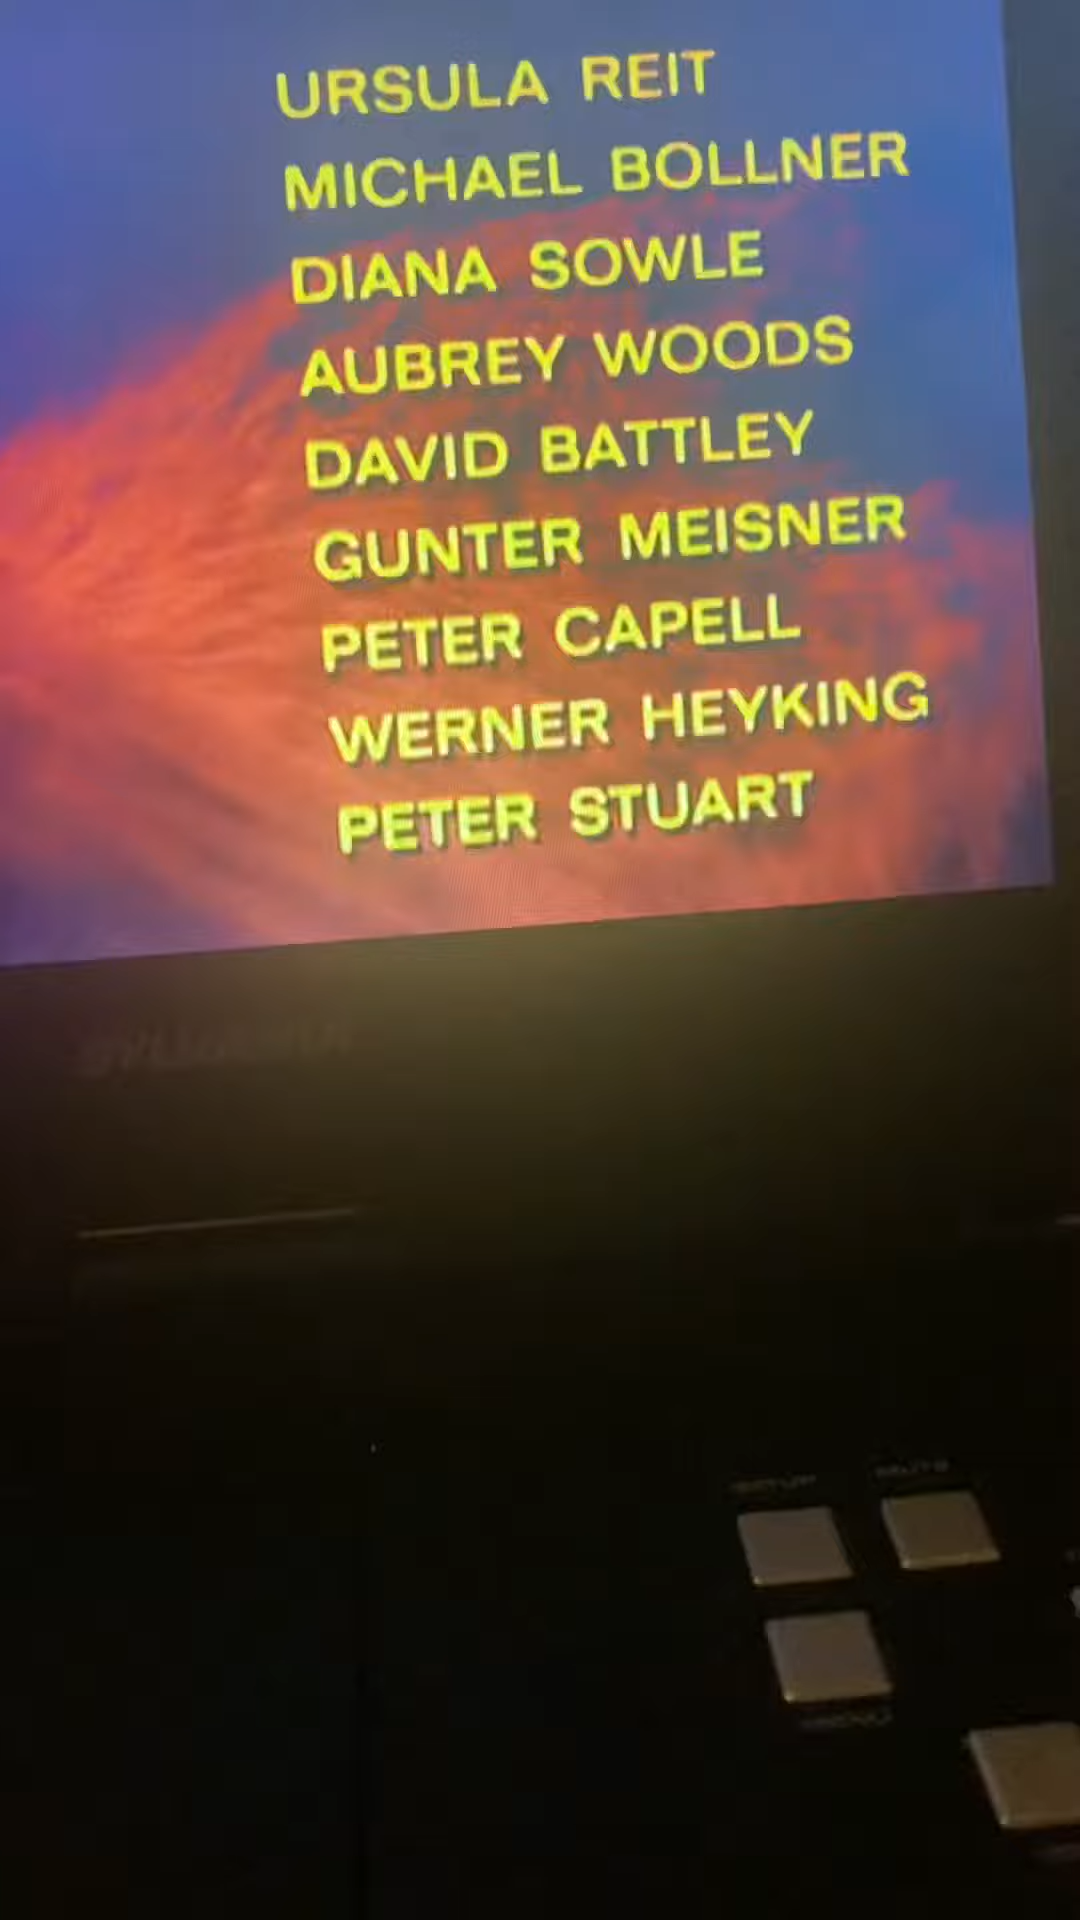 URSULA REIT
MICHAEL BOLLNER
DIANA SOWLE
AUBREY WOODS
DAVID BATTLEY
GUNTER MEISNER
PETER CAPELL
WERNER HEYKING
PETER STUART